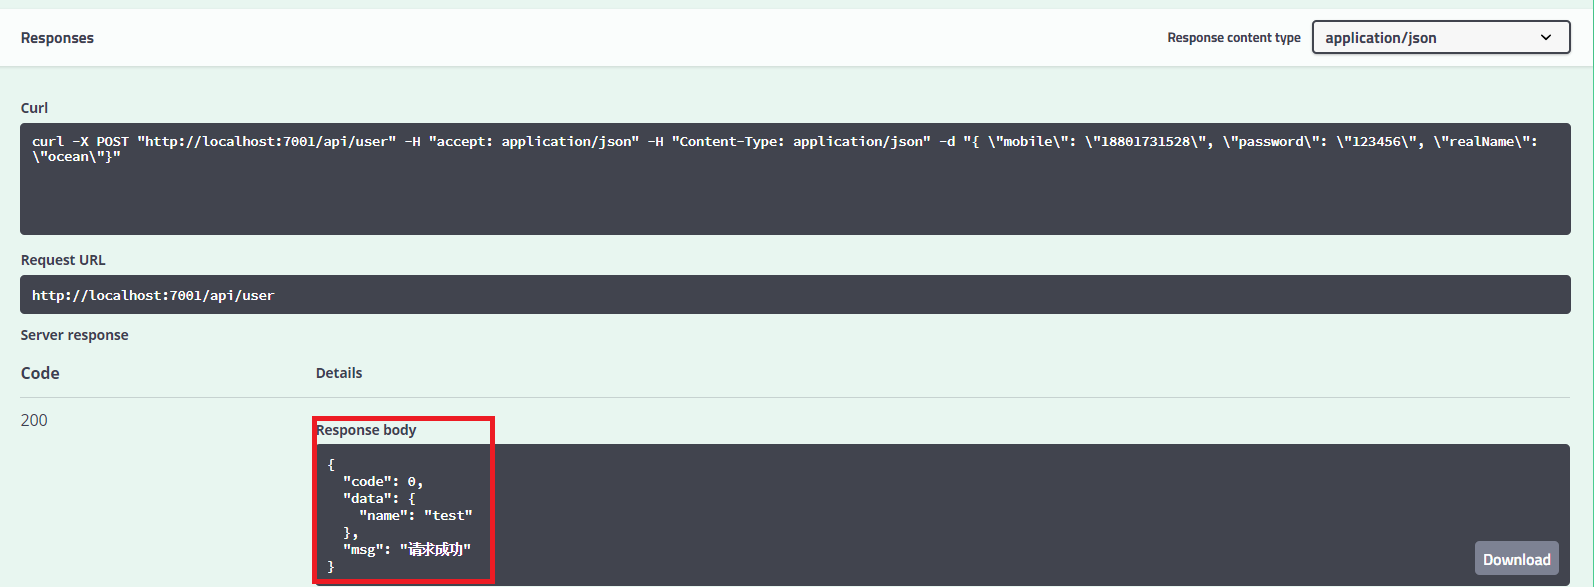 Responses
Response content type
application/json
Curl
curl -X POST "http://localhost:7001/api/user" -H "accept: application/json" -H "Content-Type: application/json" -d "{ \"mobile\": \"18801731528\", \"password\": \"123456\", \"realName\":
\"ocean\"}"
Request URL
http://localhost:7001/api/user
Server response
Code
Details
200
Response body
{
  "code": 0,
  "data": {
    "name": "test"
  },
  "msg": "请求成功"
}
Download